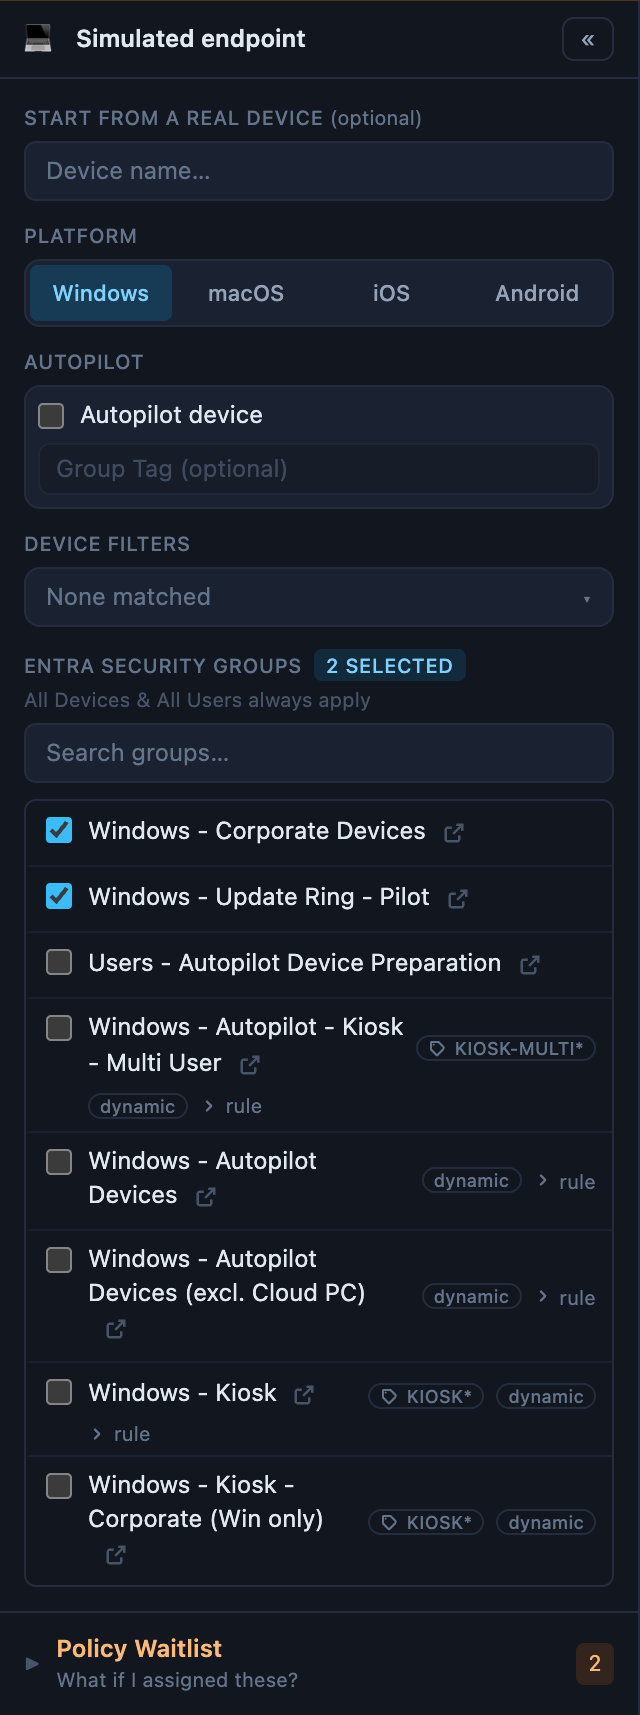 Simulated endpoint
«
START FROM A REAL DEVICE (optional)
Device name...
PLATFORM
Windows macOS iOS Android
AUTOPILOT
Autopilot device
Group Tag (optional)
DEVICE FILTERS
None matched
ENTRA SECURITY GROUPS 2 SELECTED
All Devices & All Users always apply
Search groups...
Windows - Corporate Devices
Windows - Update Ring - Pilot
Users - Autopilot Device Preparation
Windows - Autopilot - Kiosk
- Multi User
KIOSK-MULTI*
dynamic › rule
Windows - Autopilot
Devices
dynamic › rule
Windows - Autopilot
Devices (excl. Cloud PC)
dynamic › rule
Windows - Kiosk KIOSK* dynamic
› rule
Windows - Kiosk -
Corporate (Win only)
KIOSK* dynamic
Policy Waitlist
What if I assigned these?
2